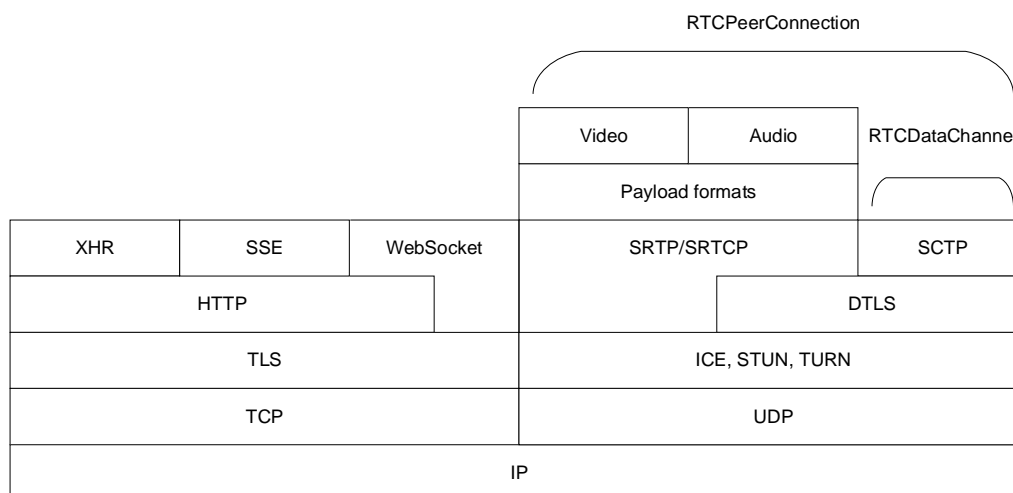 RTCPeerConnection
Video
Audio
RTCDataChanne
Payload formats
XHR
SSE
WebSocket
SRTP/SRTCP
SCTP
HTTP
DTLS
TLS
ICE, STUN, TURN
TCP
UDP
IP